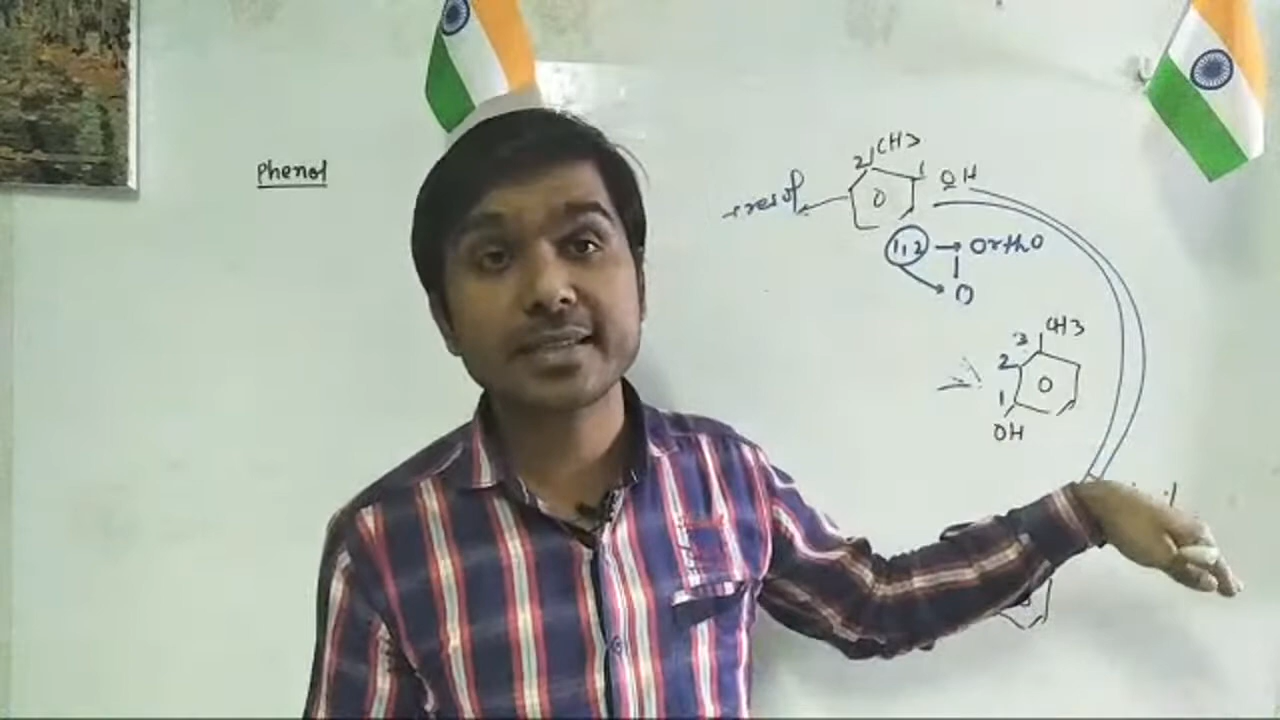 Phenol
2 CH3
1 OH
cresol
1,2 → Ortho
O
CH3
3
2
1
OH